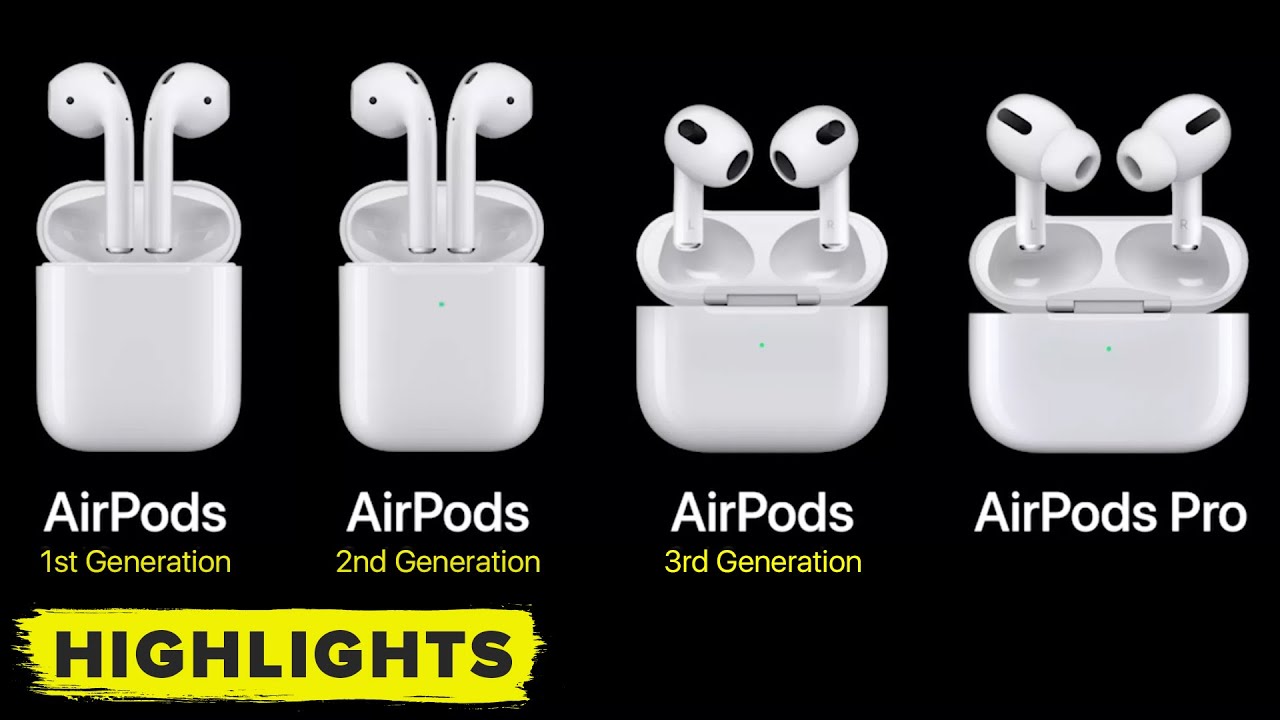 L R
L R
AirPods
1st Generation
AirPods
2nd Generation
AirPods
3rd Generation
AirPods Pro
HIGHLIGHTS